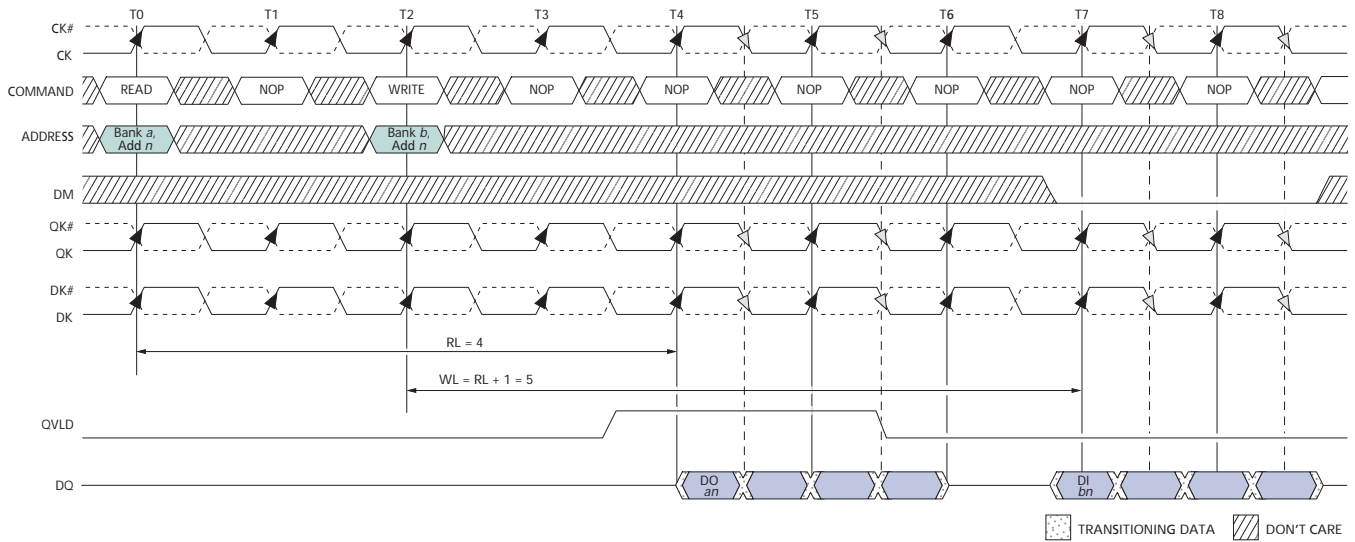 T0 T1 T2 T3 T4 T5 T6 T7 T8
CK#
CK
COMMAND READ NOP WRITE NOP NOP NOP NOP NOP NOP
ADDRESS Bank a, Add n Bank b, Add n
DM
QK#
QK
DK#
DK
RL = 4
WL = RL + 1 = 5
QVLD
DQ DO an DI bn
TRANSITIONING DATA DON'T CARE